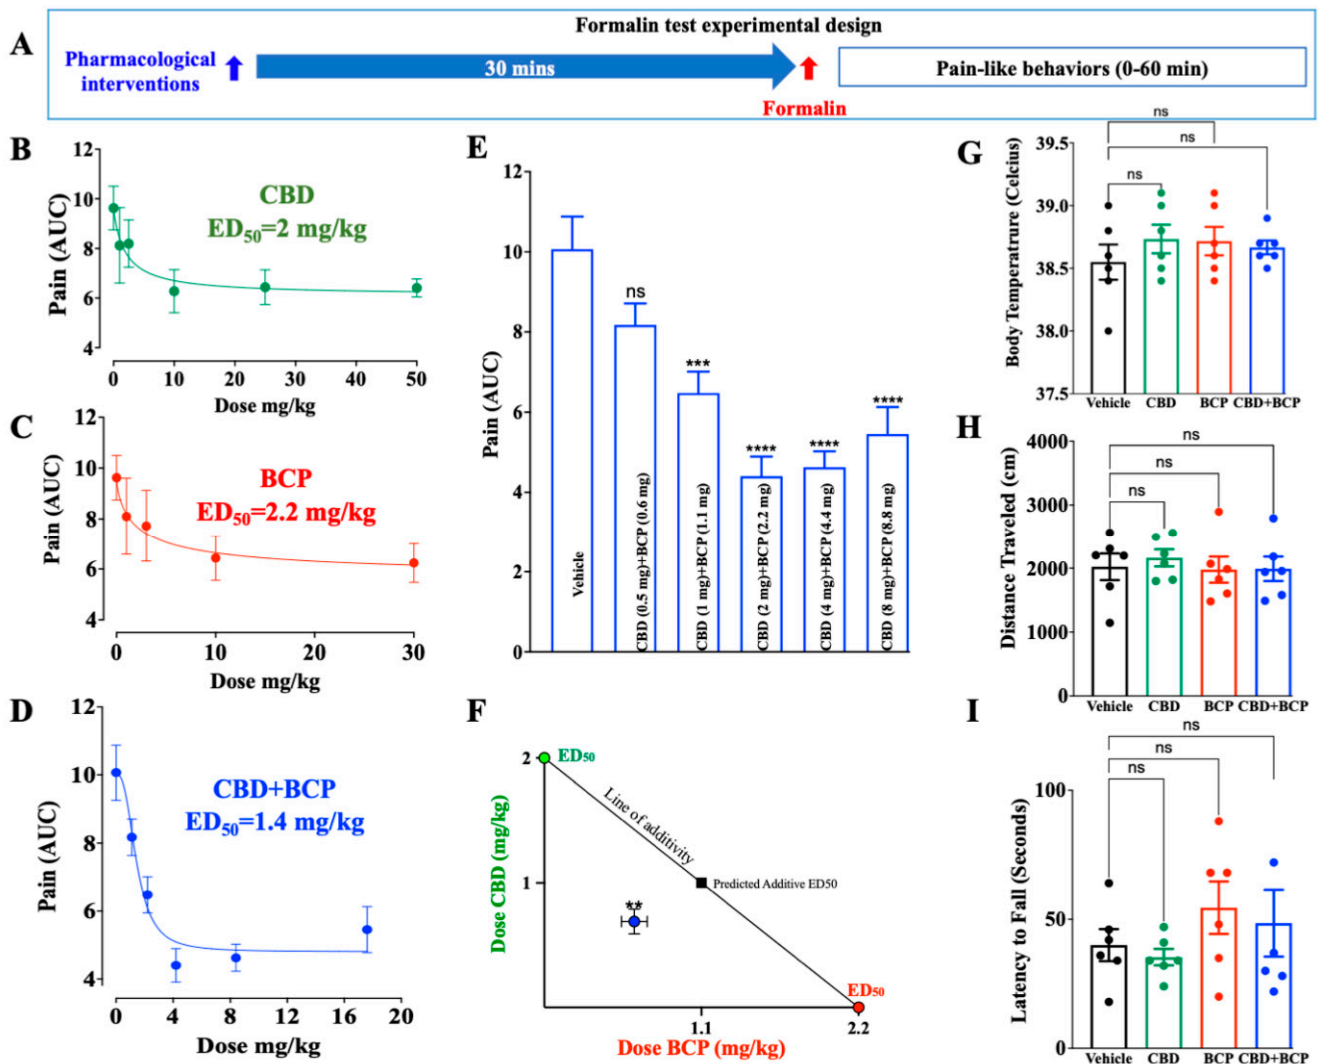 A
Formalin test experimental design
Pharmacological
interventions
30 mins
Formalin
Pain-like behaviors (0-60 min)
B
12
10
8
6
4
Pain (AUC)
CBD
ED50=2 mg/kg
0
10
20
30
40
50
Dose mg/kg
C
12
10
8
6
4
Pain (AUC)
BCP
ED50=2.2 mg/kg
0
10
20
30
Dose mg/kg
D
12
10
8
6
4
Pain (AUC)
CBD+BCP
ED50=1.4 mg/kg
0
4
8
12
16
20
Dose mg/kg
E
12
10
8
6
4
2
0
Pain (AUC)
ns
***
****
****
****
Vehicle
CBD (0.5 mg)+BCP (0.6 mg)
CBD (1 mg)+BCP (1.1 mg)
CBD (2 mg)+BCP (2.2 mg)
CBD (4 mg)+BCP (4.4 mg)
CBD (8 mg)+BCP (8.8 mg)
F
2
1
Dose CBD (mg/kg)
ED50
Line of additivity
Predicted Additive ED50
**
ED50
1.1
2.2
Dose BCP (mg/kg)
G
39.5
39.0
38.5
38.0
37.5
Body Temperatrure (Celcius)
ns
ns
ns
Vehicle
CBD
BCP
CBD+BCP
H
4000
3000
2000
1000
0
Distance Traveled (cm)
ns
ns
ns
Vehicle
CBD
BCP
CBD+BCP
I
100
50
0
Latency to Fall (Seconds)
ns
ns
ns
Vehicle
CBD
BCP
CBD+BCP